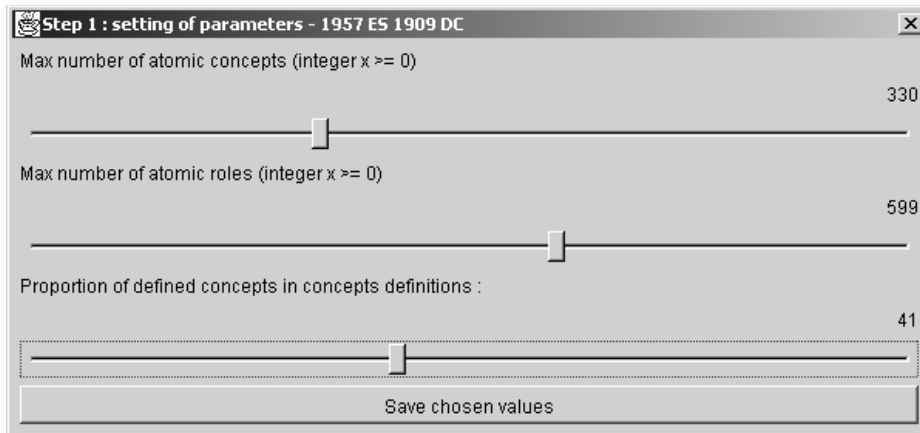 Step 1 : setting of parameters - 1957 ES 1909 DC
Max number of atomic concepts (integer x >= 0)
330
Max number of atomic roles (integer x >= 0)
599
Proportion of defined concepts in concepts definitions :
41
Save chosen values